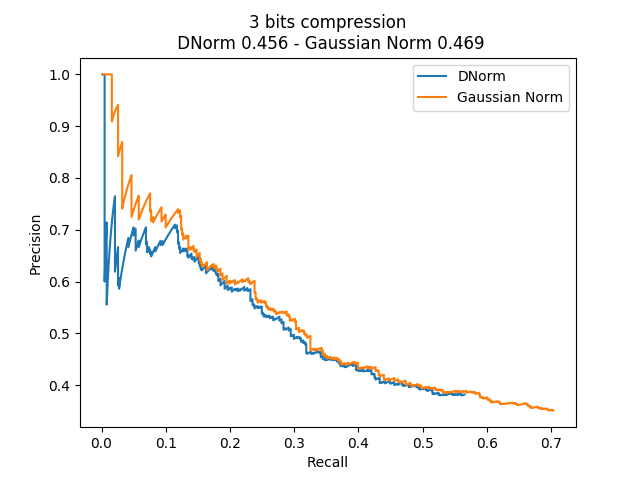 3 bits compression
DNorm 0.456 - Gaussian Norm 0.469
DNorm
Gaussian Norm
Precision
1.0
0.9
0.8
0.7
0.6
0.5
0.4
0.0 0.1 0.2 0.3 0.4 0.5 0.6 0.7
Recall